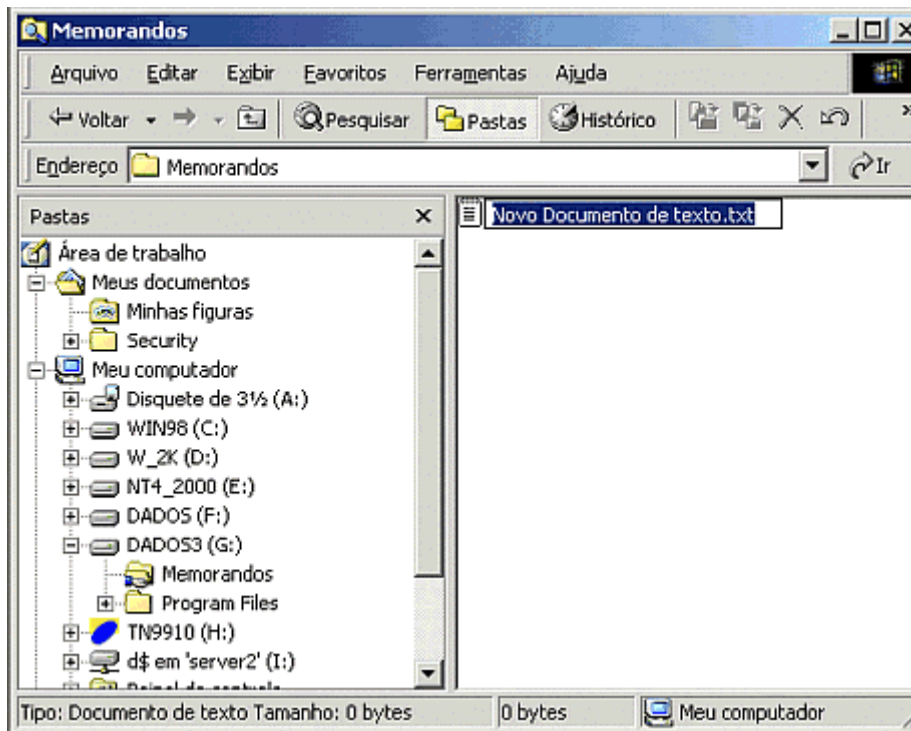 Memorandos
Arquivo Editar Exibir Favoritos Ferramentas Ajuda
Voltar Pesquisar Pastas Histórico
Endereço Memorandos Ir
Pastas
Novo Documento de texto.txt
Área de trabalho
Meus documentos
Minhas figuras
Security
Meu computador
Disquete de 3½ (A:)
WIN98 (C:)
W_2K (D:)
NT4_2000 (E:)
DADOS (F:)
DADOS3 (G:)
Memorandos
Program Files
TN9910 (H:)
d$ em 'server2' (I:)
Tipo: Documento de texto Tamanho: 0 bytes 0 bytes Meu computador